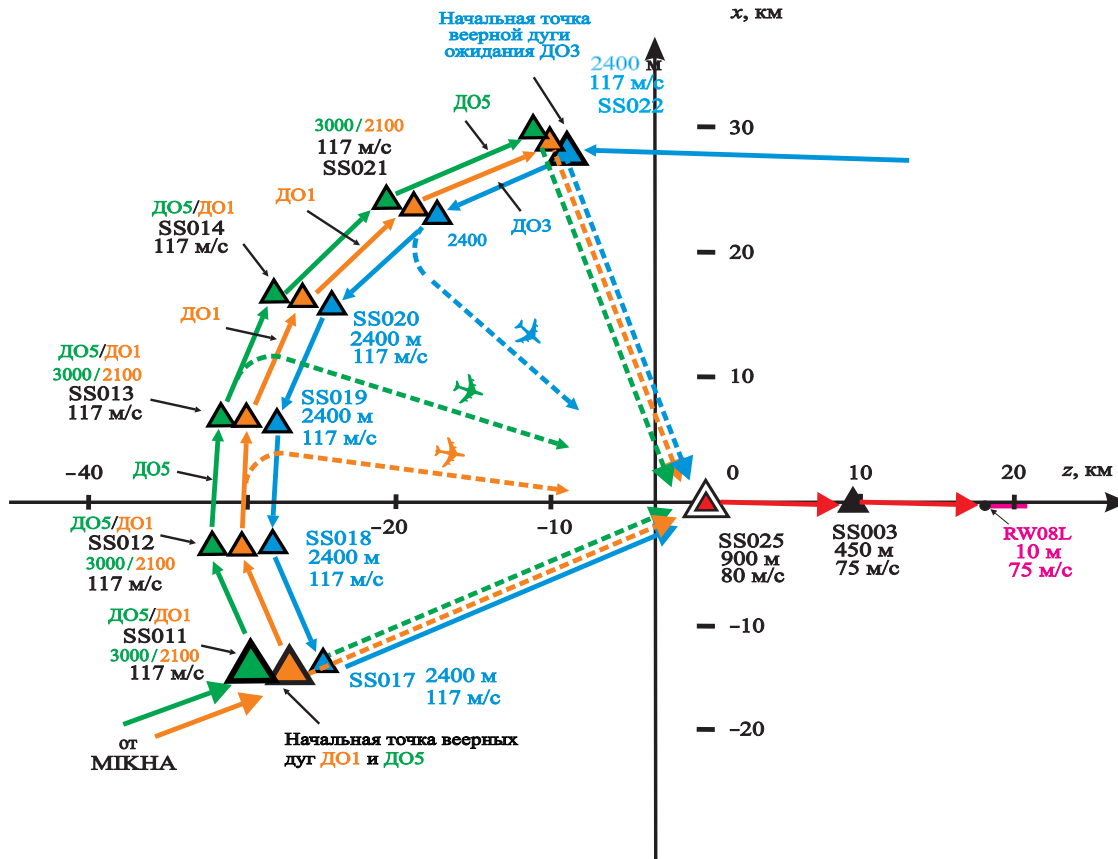 x, км
Начальная точка
веерной дуги
ожидания ДО3
2400 м
117 м/с
SS022
30
ДО5
3000/2100
117 м/с
SS021
ДО1
ДО5/ДО1
SS014
117 м/с
ДО3
2400
20
ДО1
SS020
2400 м
117 м/с
ДО5/ДО1
3000/2100
SS013
117 м/с
10
SS019
2400 м
117 м/с
–40
ДО5
–20
–10
0
10
20
z, км
ДО5/ДО1
SS012
3000/2100
117 м/с
SS018
2400 м
117 м/с
SS025
900 м
80 м/с
SS003
450 м
75 м/с
RW08L
10 м
75 м/с
ДО5/ДО1
SS011
3000/2100
117 м/с
–10
SS017
2400 м
117 м/с
–20
от
MIKHA
Начальная точка веерных
дуг ДО1 и ДО5